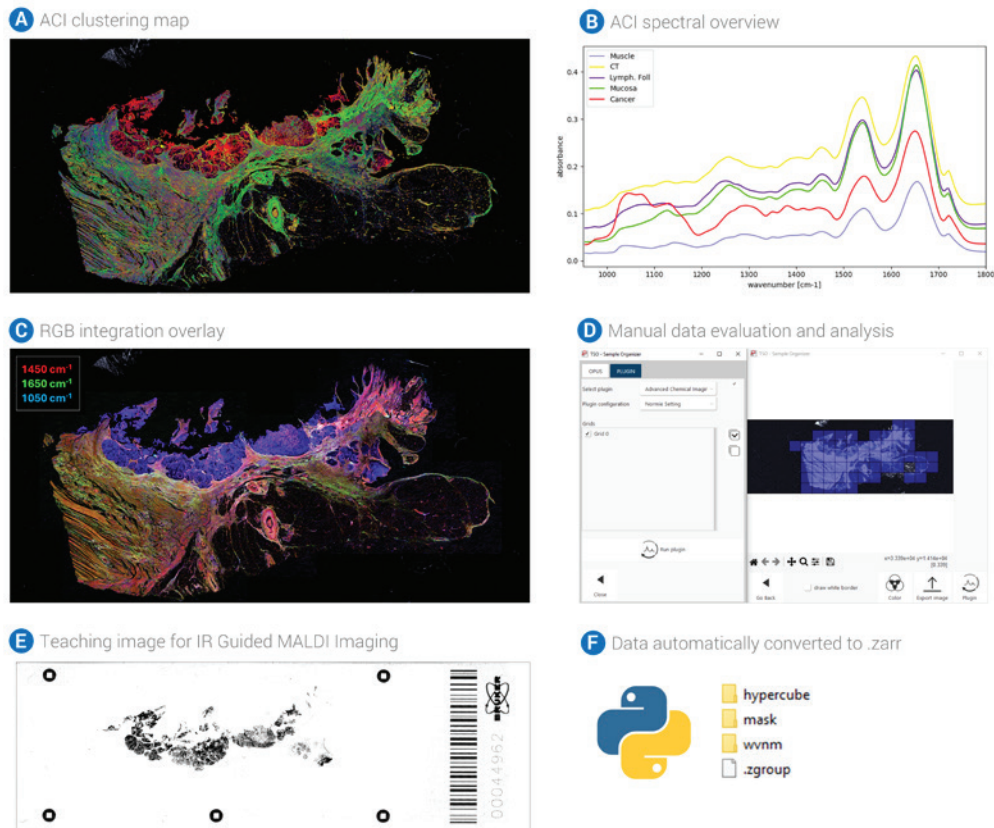 A ACI clustering map
B ACI spectral overview
Muscle
CT
Lymph. Foll
Mucosa
Cancer
absorbance
0.4
0.3
0.2
0.1
0.0
1000 1100 1200 1300 1400 1500 1600 1700 1800
wavenumber [cm-1]
C RGB integration overlay
1450 cm⁻¹
1650 cm⁻¹
1050 cm⁻¹
D Manual data evaluation and analysis
TSO - Sample Organizer
OPUS PLUGIN
Select plugin: Advanced Chemical Image
Plugin configuration Normie Setting
Grids
Grid 0
Run plugin
Close
TSO - Sample Organizer
Go Back
draw white border
Color
Export image
Plugin
E Teaching image for IR Guided MALDI Imaging
BRUKER
00044962
F Data automatically converted to .zarr
hypercube
mask
wvnm
.zgroup